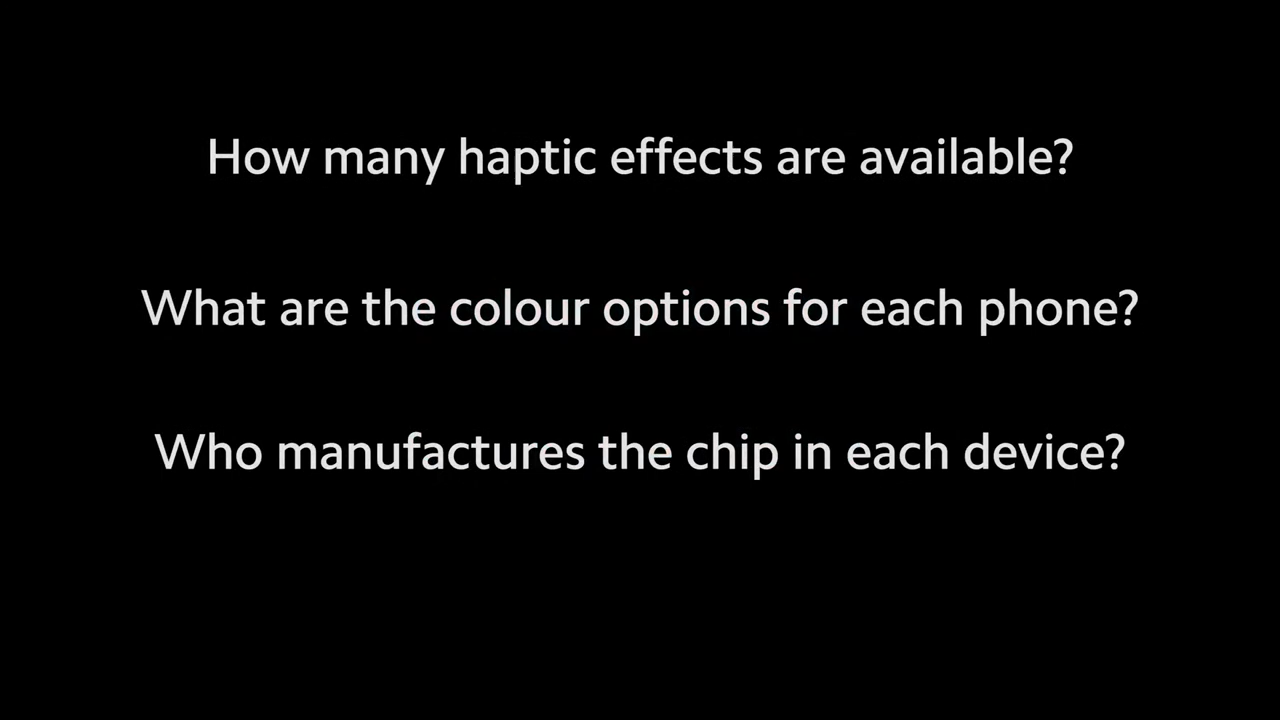 How many haptic effects are available?
What are the colour options for each phone?
Who manufactures the chip in each device?